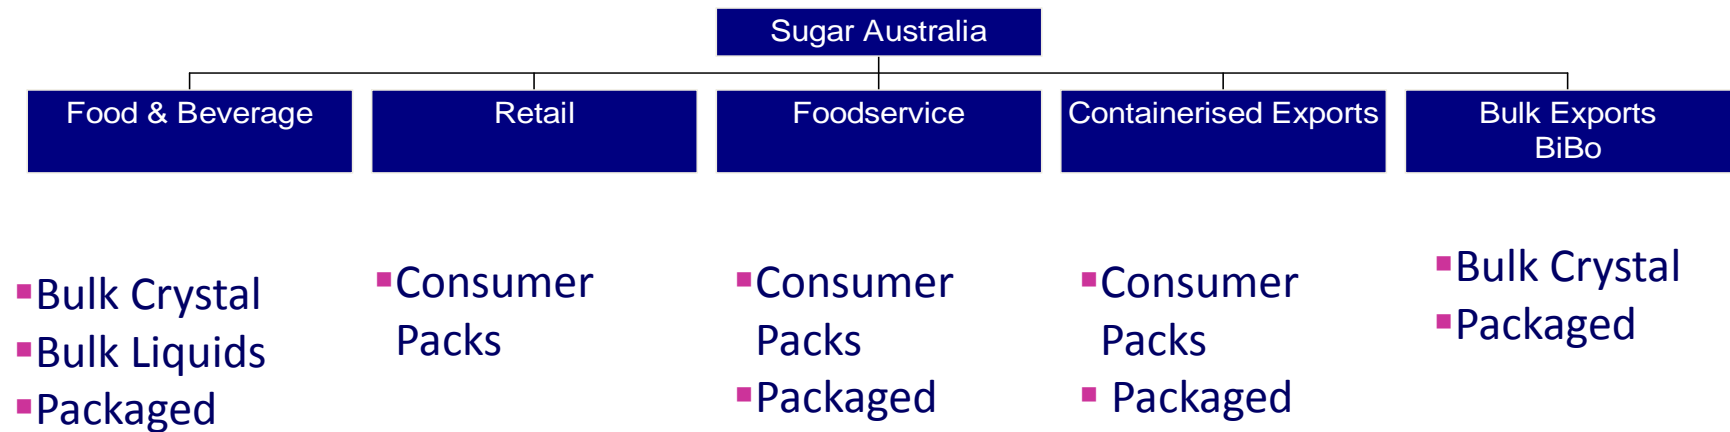 Sugar Australia
Food & Beverage
Retail
Foodservice
Containerised Exports
Bulk Exports
BiBo
▪Bulk Crystal
▪Bulk Liquids
▪Packaged
▪Consumer
Packs
▪Consumer
Packs
▪Packaged
▪Consumer
Packs
▪ Packaged
▪Bulk Crystal
▪Packaged